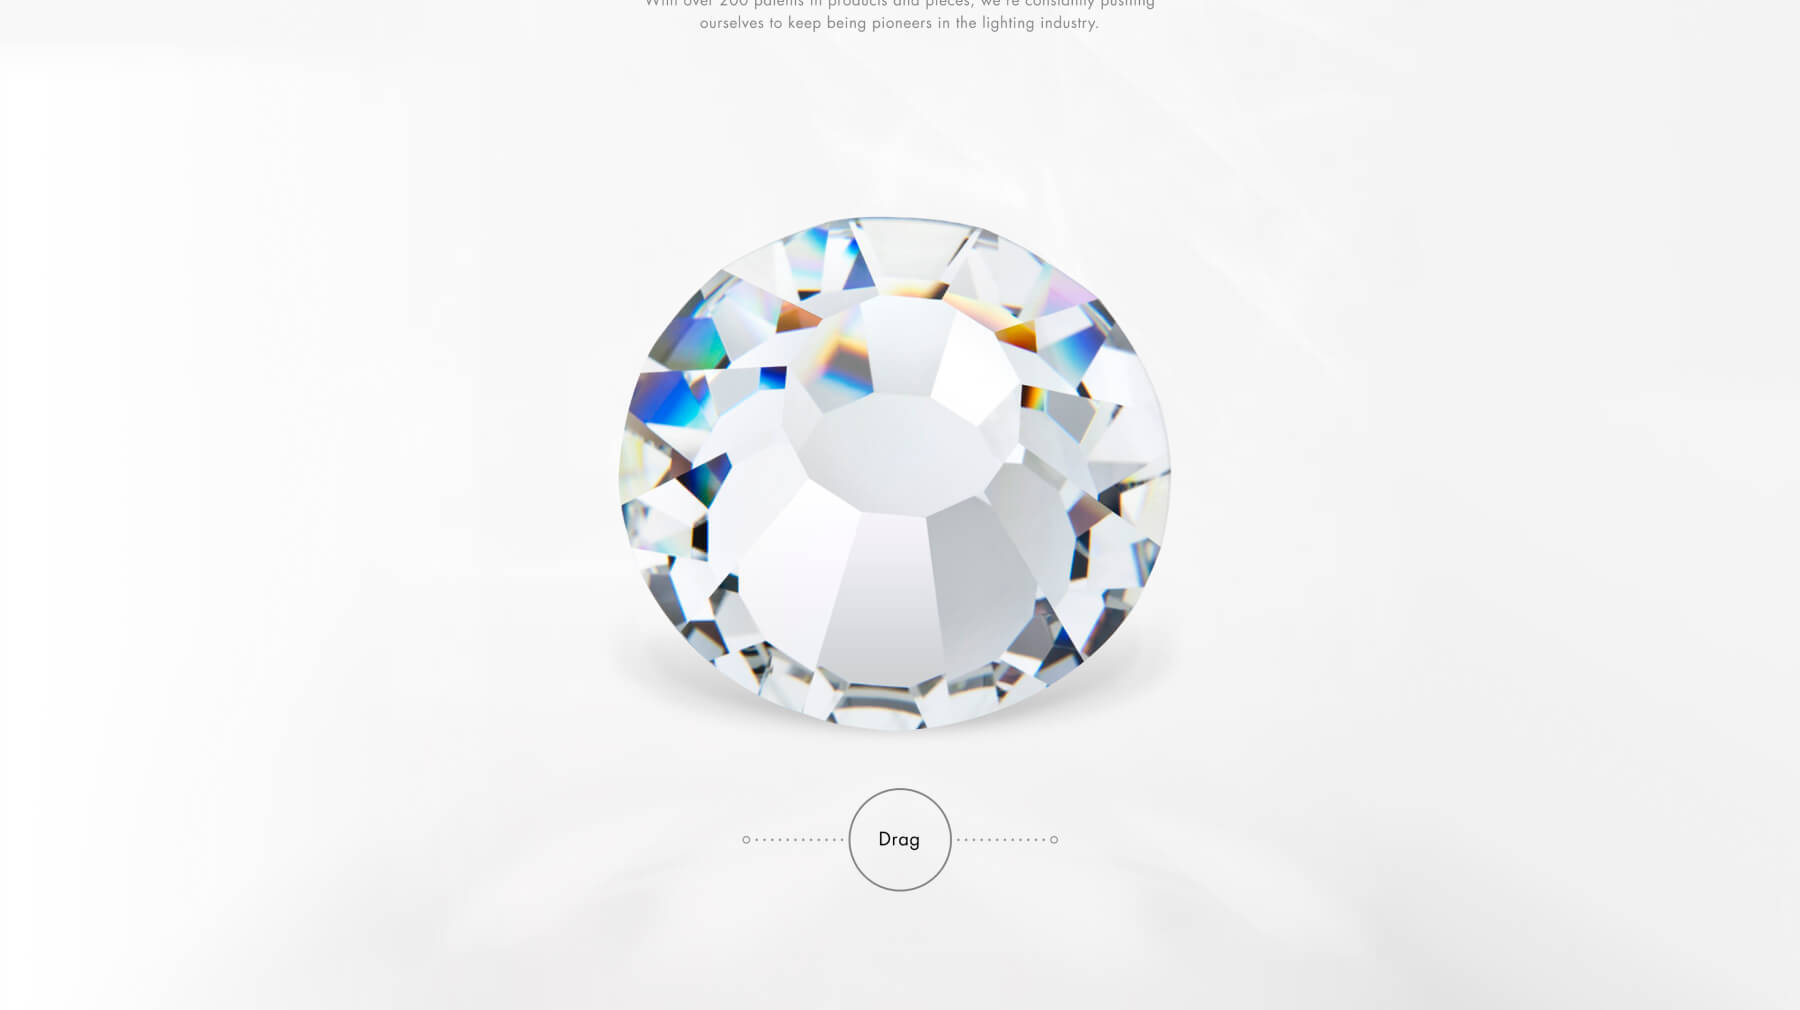 With over 200 patents in products and pieces, we're constantly pushing
ourselves to keep being pioneers in the lighting industry.
Drag